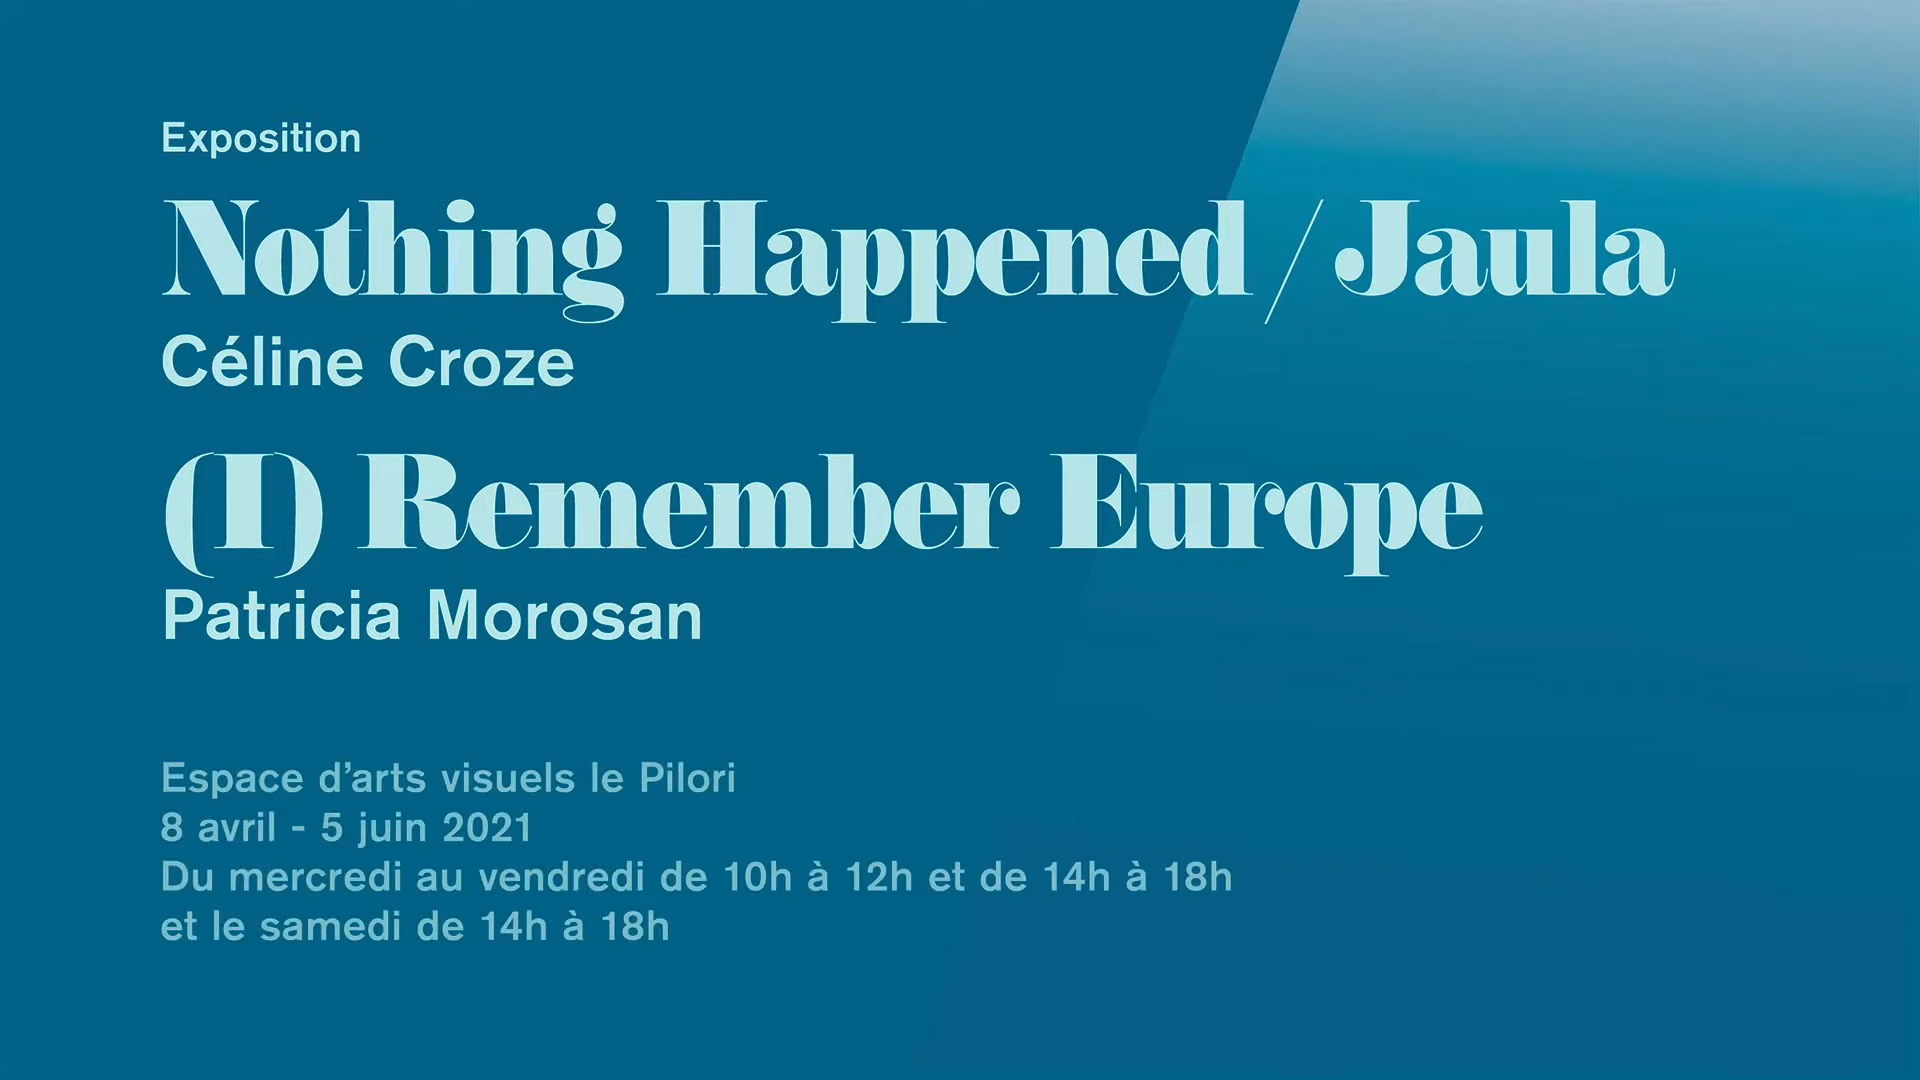 Exposition
Nothing Happened / Jaula
Céline Croze
(I) Remember Europe
Patricia Morosan
Espace d’arts visuels le Pilori
8 avril - 5 juin 2021
Du mercredi au vendredi de 10h à 12h et de 14h à 18h
et le samedi de 14h à 18h